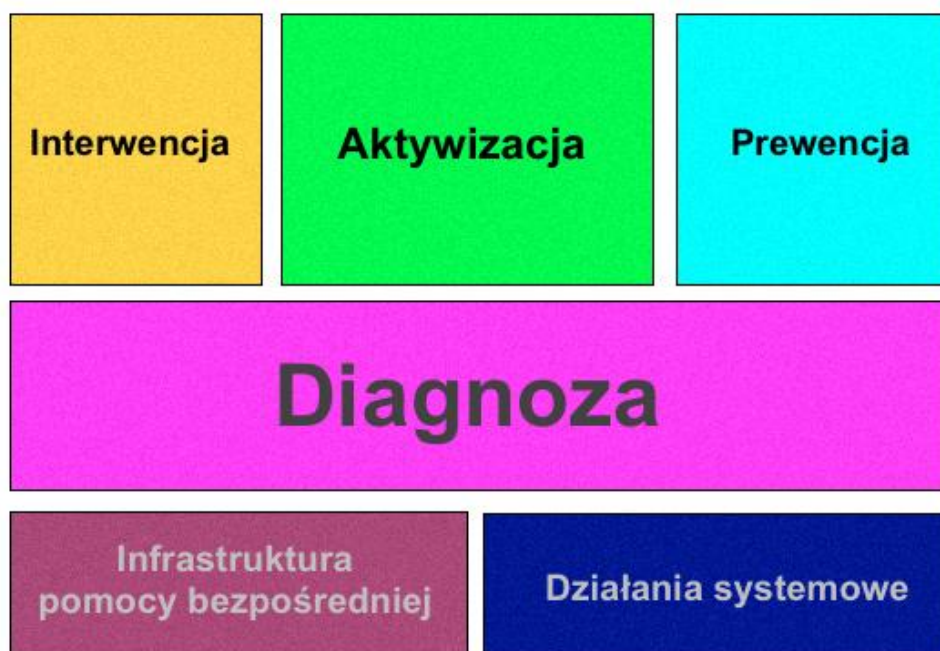 Interwencja
Aktywizacja
Prewencja
Diagnoza
Infrastruktura
pomocy bezpośredniej
Działania systemowe